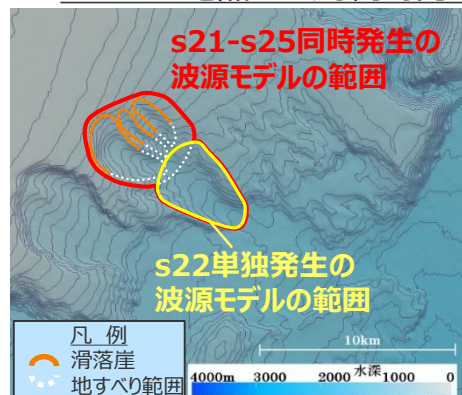 s21-s25同時発生の
波源モデルの範囲
s22単独発生の
波源モデルの範囲
凡 例
滑落崖
地すべり範囲
10km
水深
4000m 3000 2000 1000 0